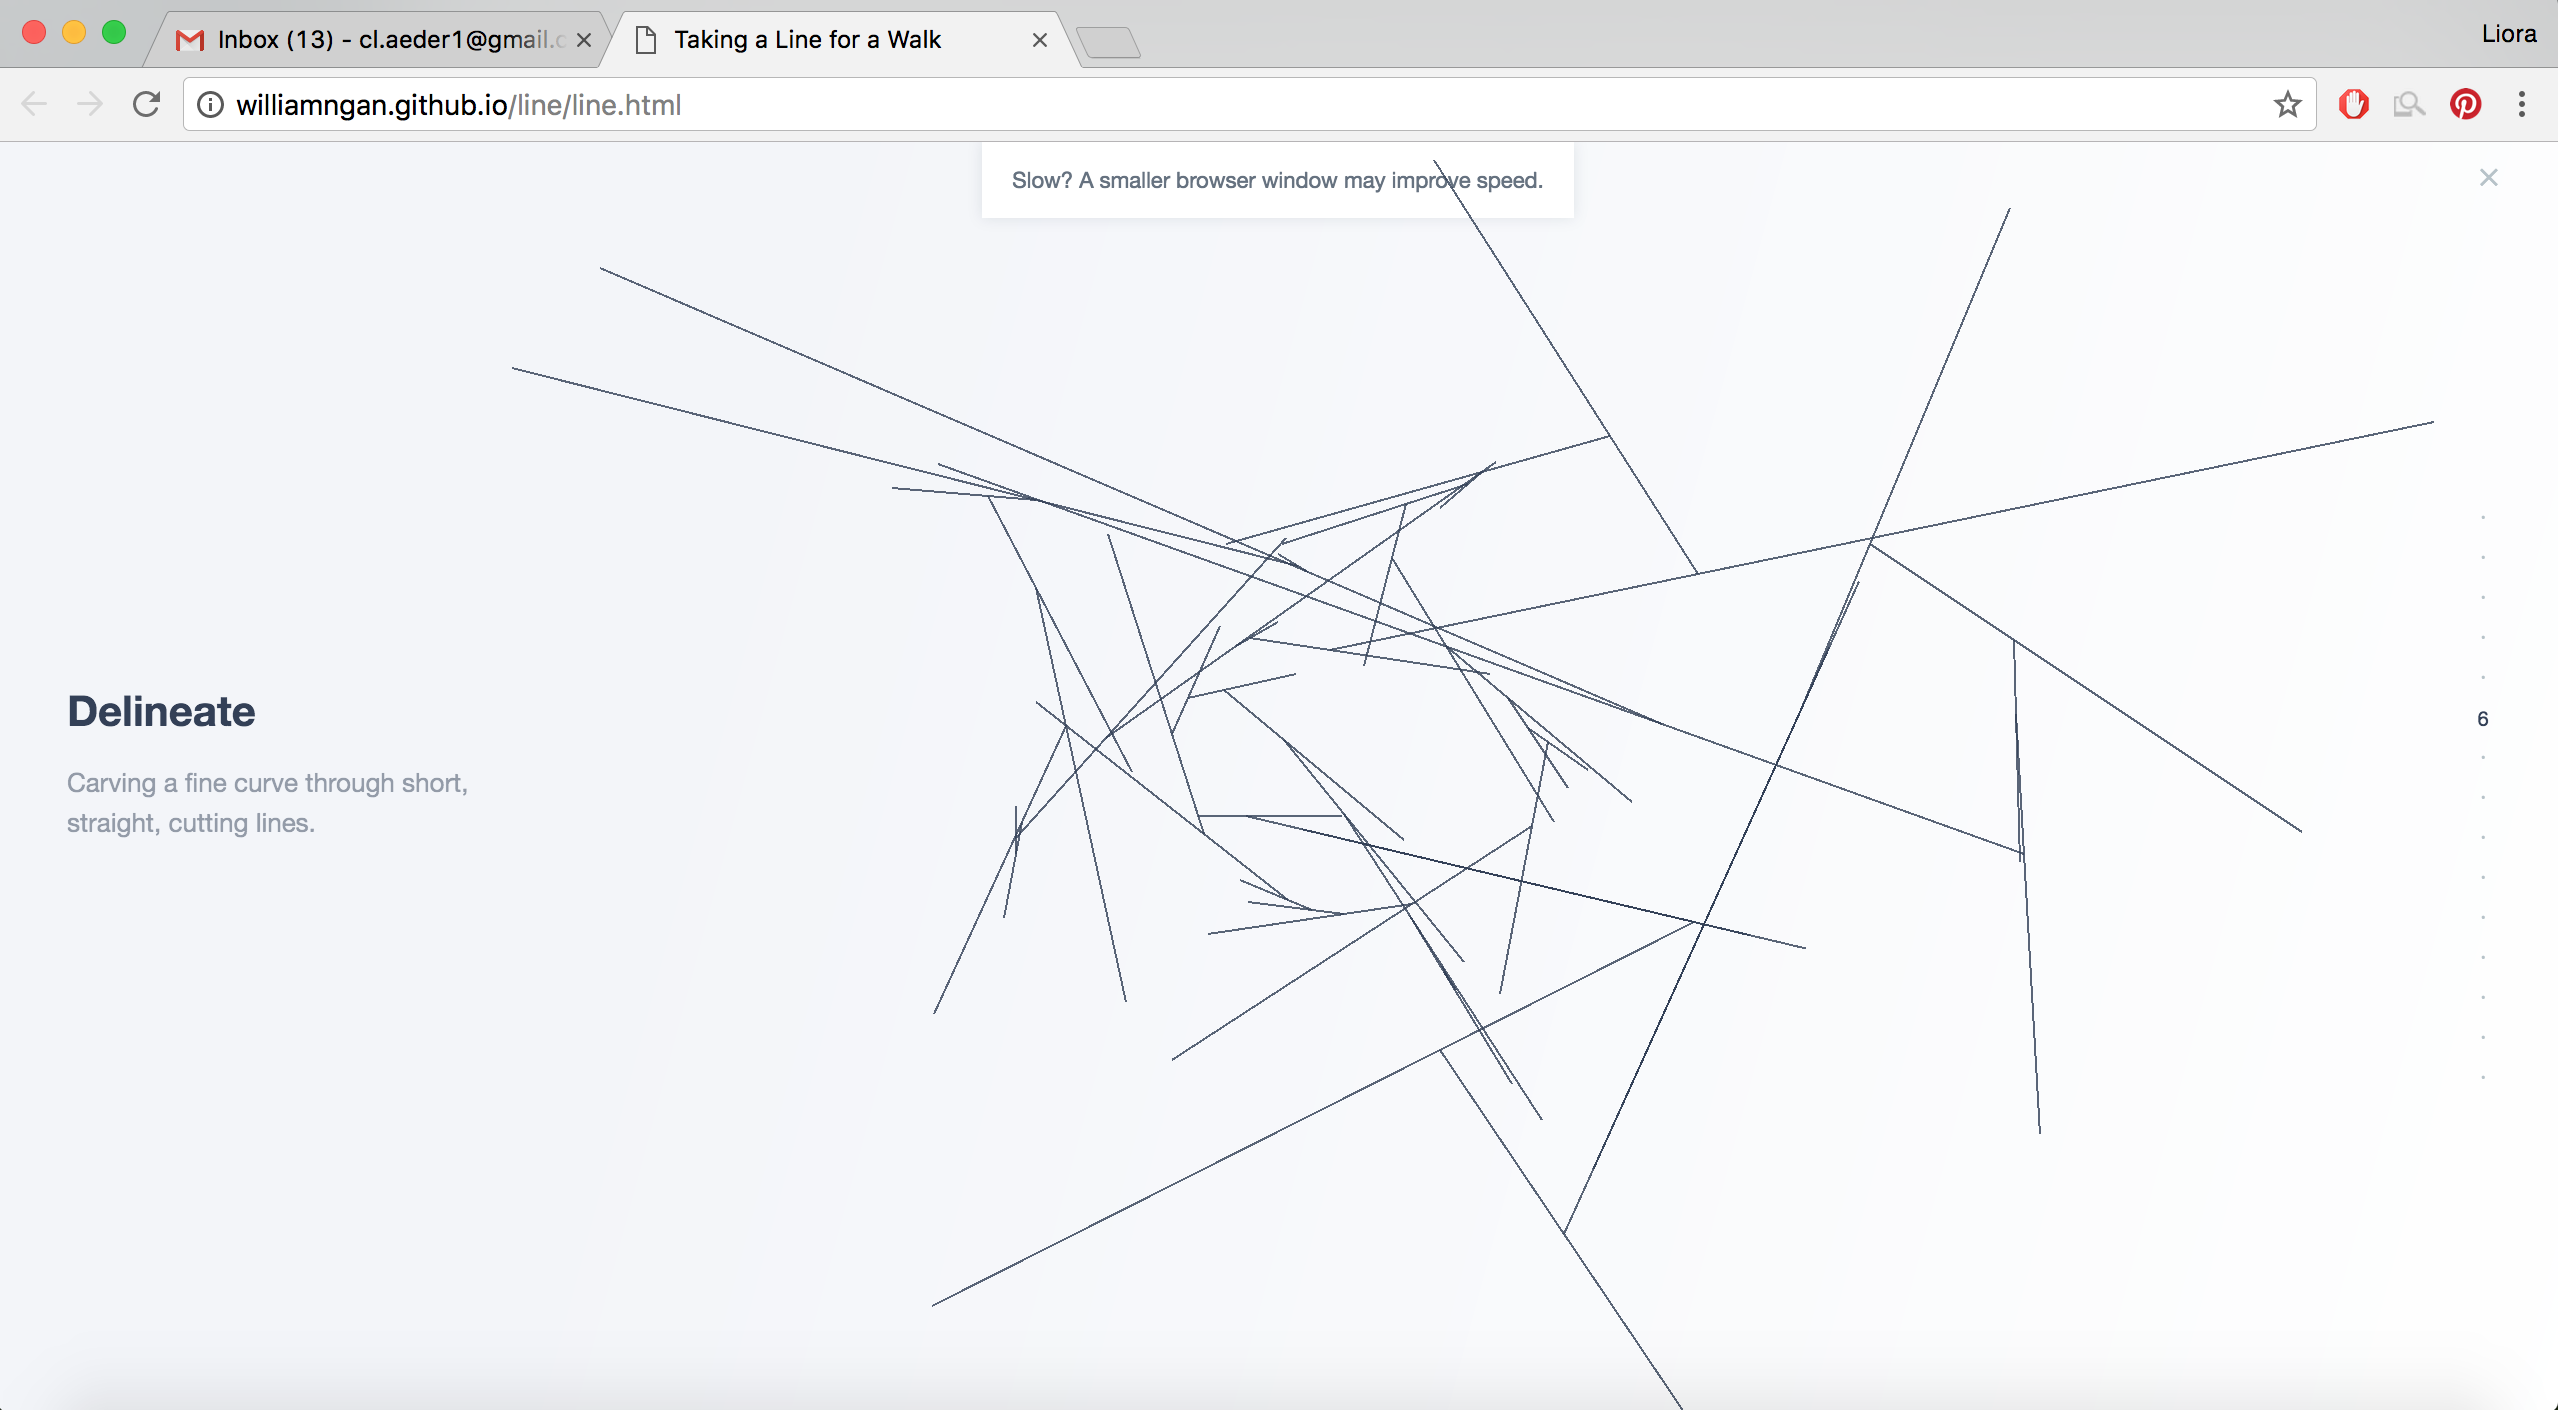 Inbox (13) - cl.aeder1@gmail.c
Taking a Line for a Walk
Liora
williamngan.github.io/line/line.html
Slow? A smaller browser window may improve speed.
Delineate
Carving a fine curve through short,
straight, cutting lines.
6